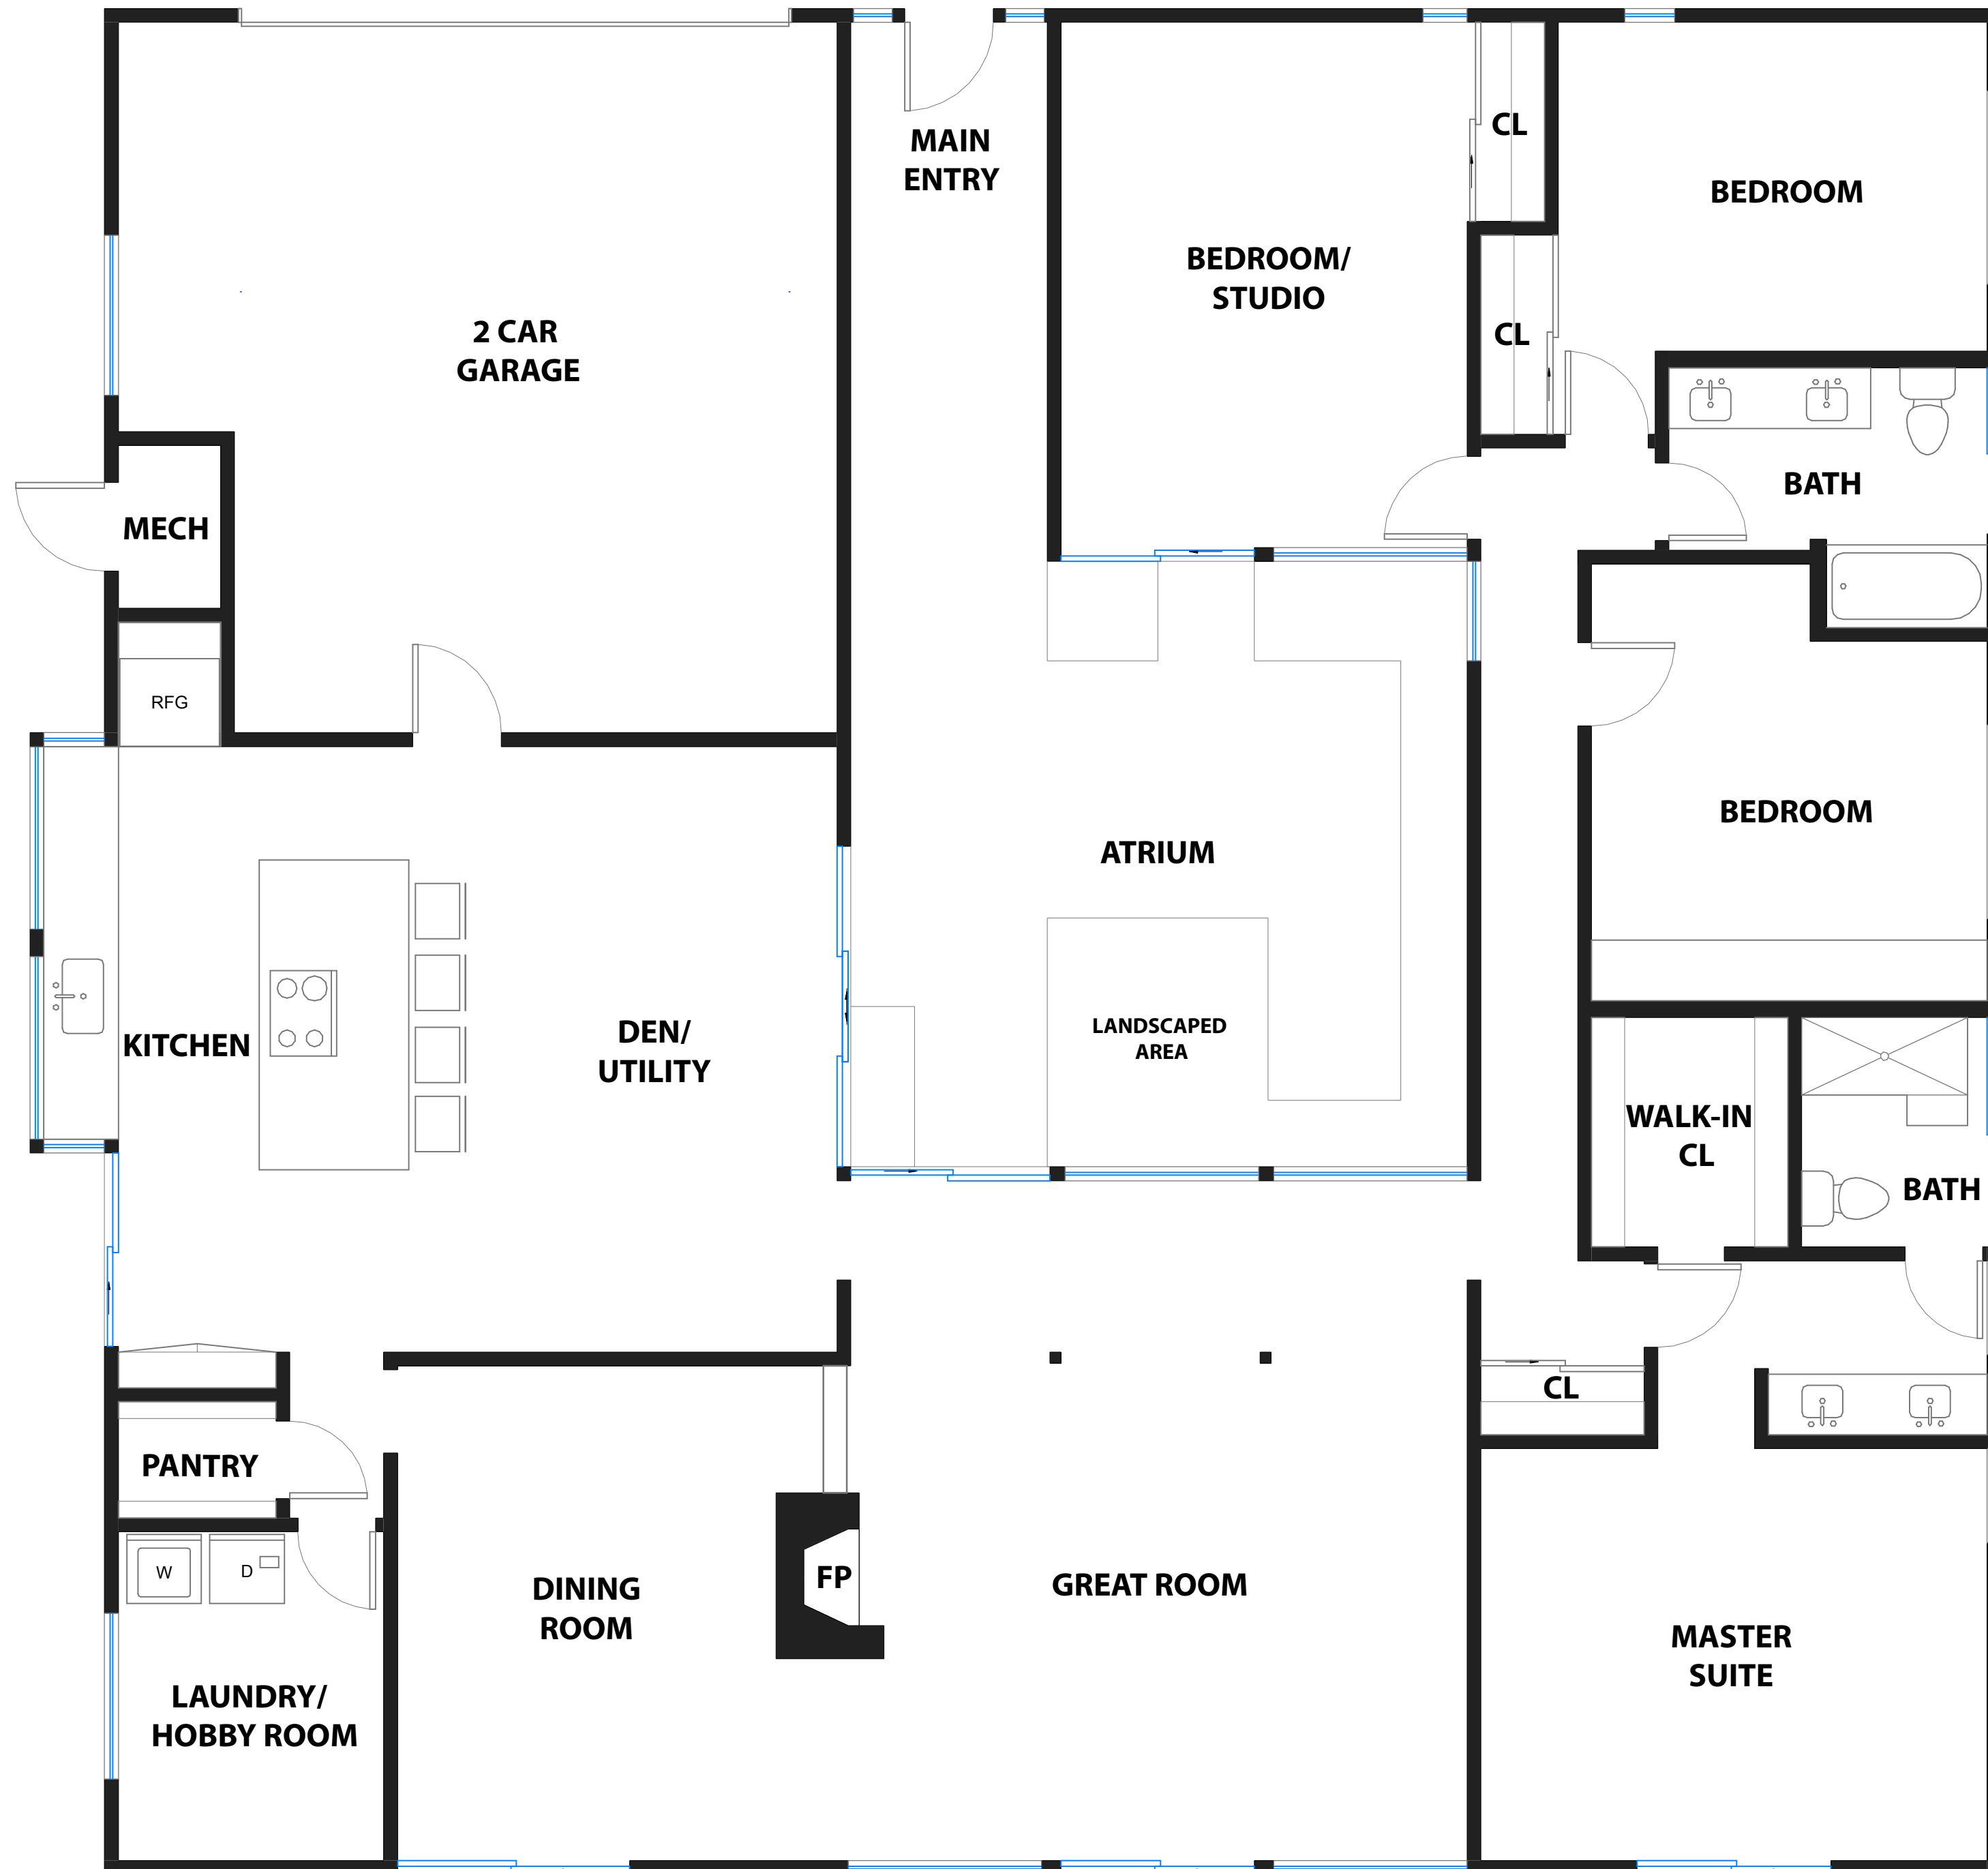 MAIN
ENTRY
CL
BEDROOM
BEDROOM/
STUDIO
2 CAR
GARAGE
CL
BATH
MECH
RFG
BEDROOM
ATRIUM
KITCHEN
DEN/
UTILITY
LANDSCAPED
AREA
WALK-IN
CL
BATH
CL
PANTRY
W
D
DINING
ROOM
FP
GREAT ROOM
MASTER
SUITE
LAUNDRY/
HOBBY ROOM